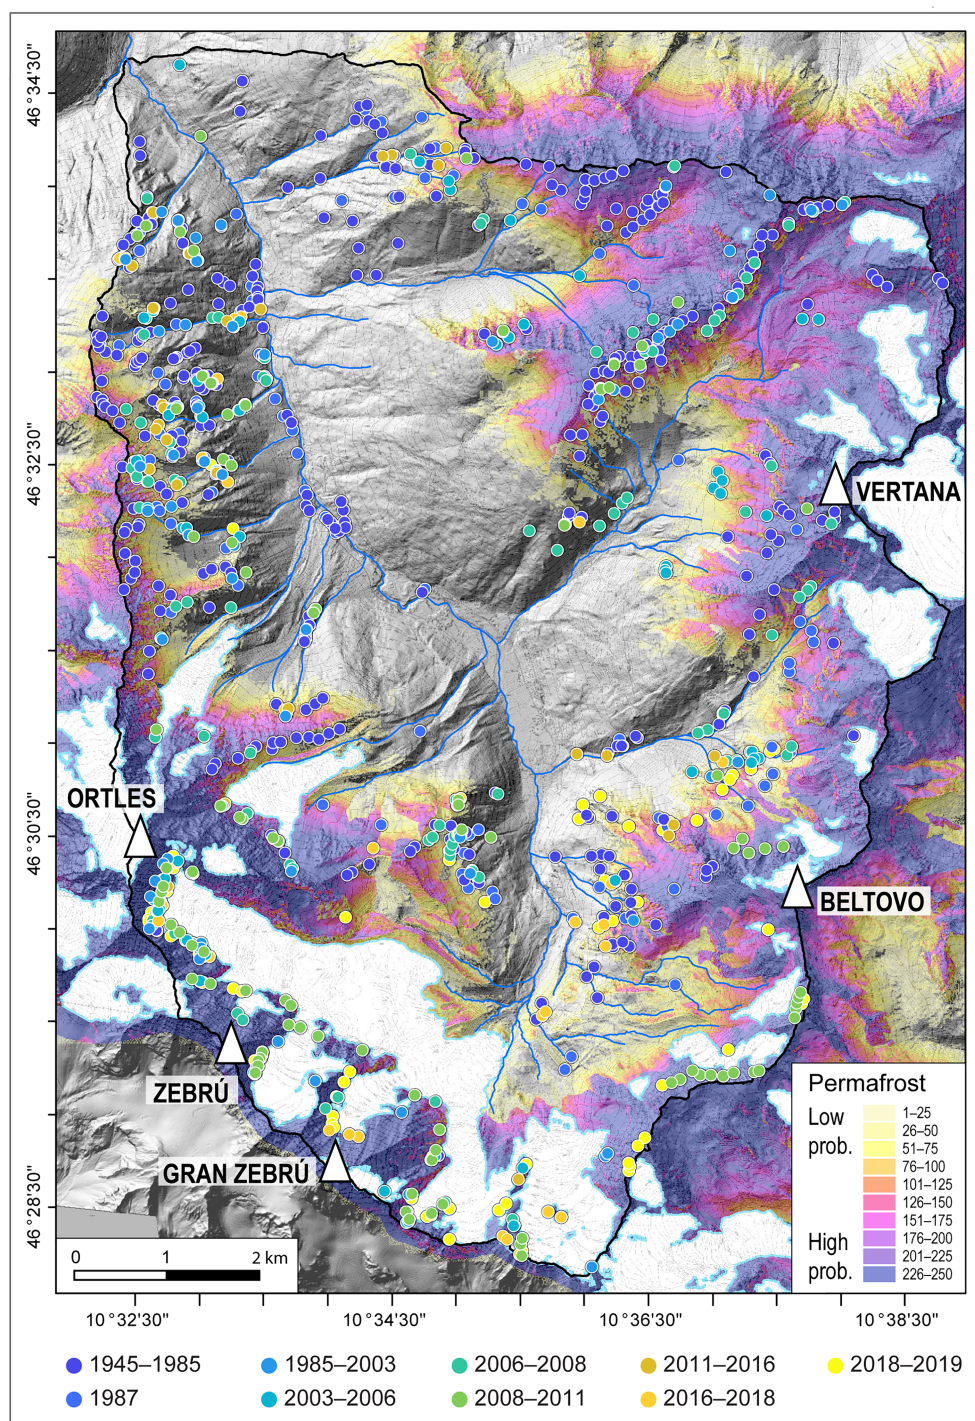 46°34'30"
46°32'30"
46°30'30"
46°28'30"
VERTANA
ORTLES
BELTOVO
ZEBRÚ
GRAN ZEBRÚ
Permafrost
Low prob.
High prob.
1–25
26–50
51–75
76–100
101–125
126–150
151–175
176–200
201–225
226–250
0 1 2 km
10°32'30" 10°34'30" 10°36'30" 10°38'30"
1945–1985 1985–2003 2006–2008 2011–2016 2018–2019
1987 2003–2006 2008–2011 2016–2018